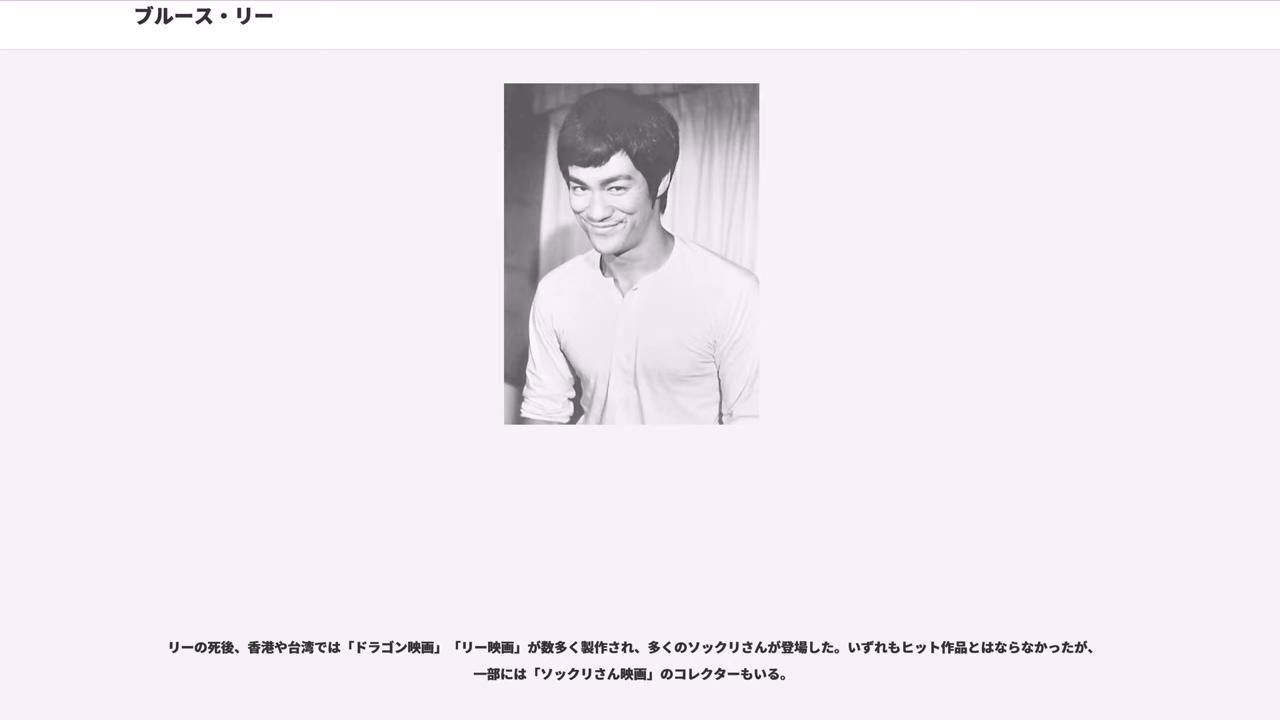 ブルース・リー
リーの死後、香港や台湾では「ドラゴン映画」「リー映画」が数多く製作され、多くのソックリさんが登場した。いずれもヒット作品とはならなかったが、
一部には「ソックリさん映画」のコレクターもいる。